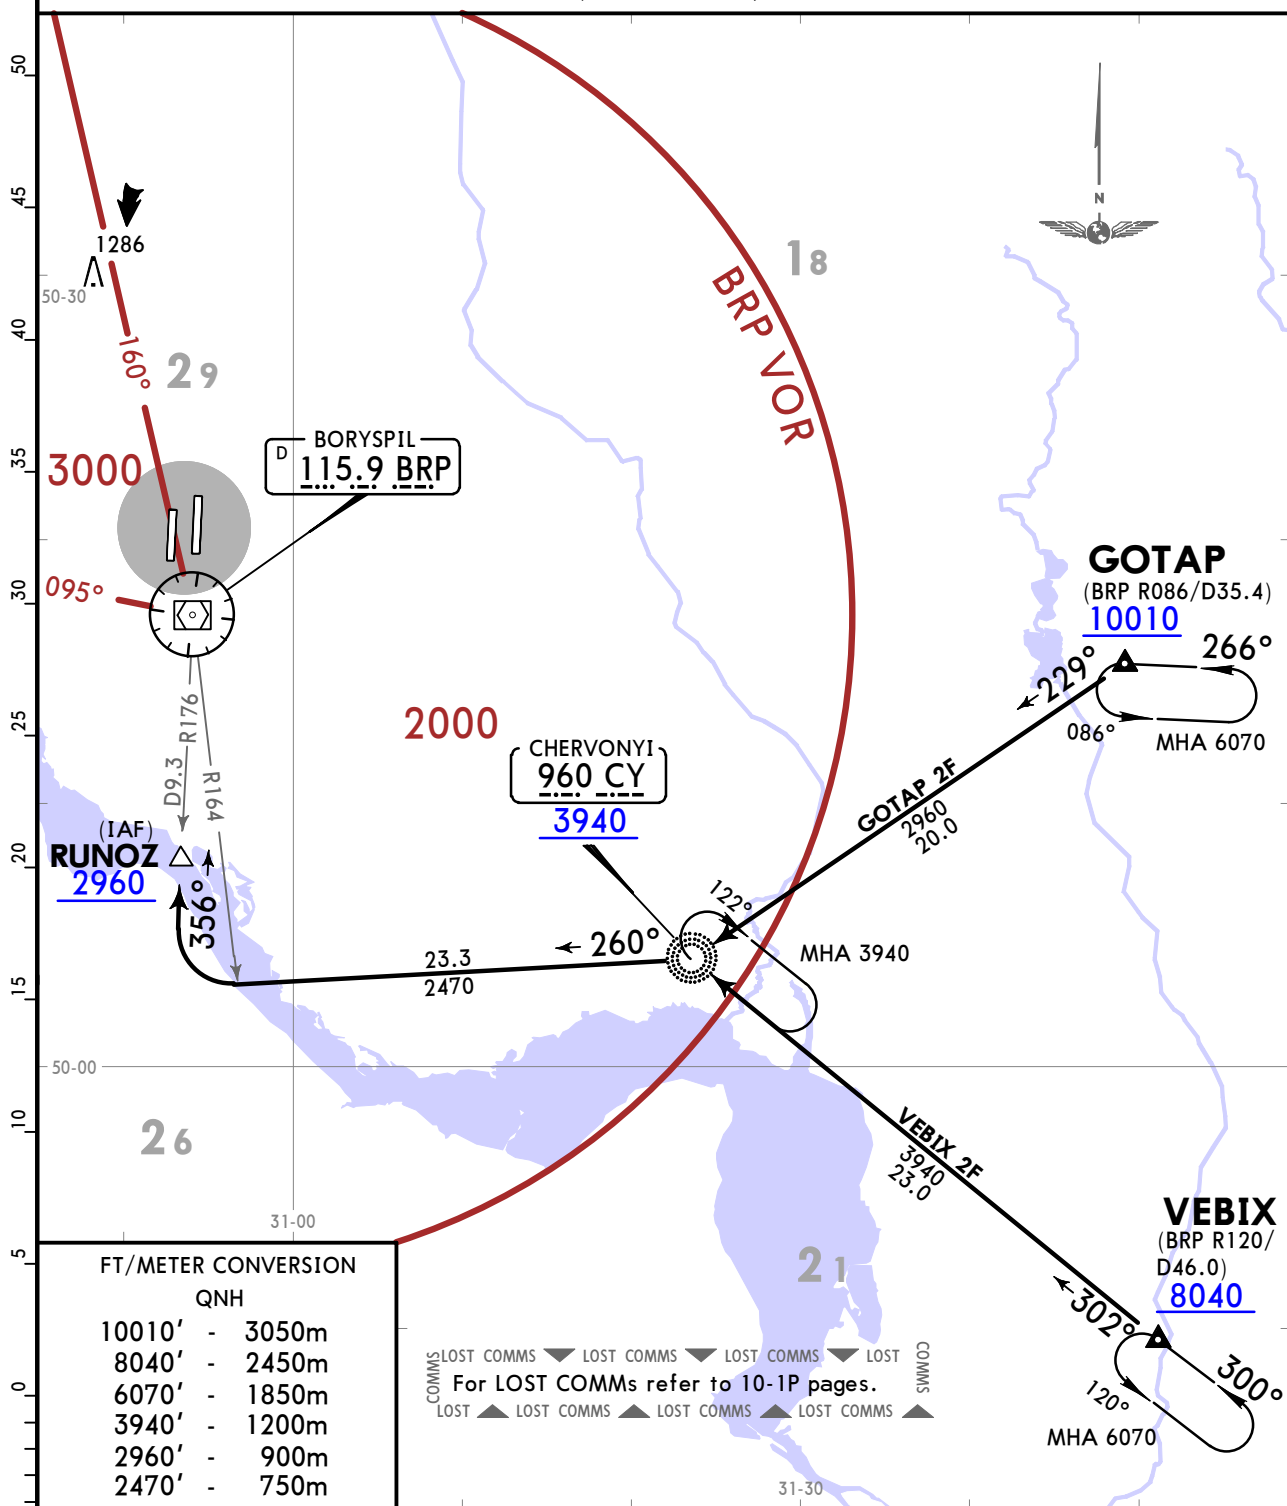 50
45
40
35
30
25
20
15
10
5
0
N
1286
50-30
160°
29
18
BRP VOR
3000
D BORYSPIL
115.9 BRP
095°
GOTAP
(BRP R086/D35.4)
10010
266°
229°
086°
MHA 6070
2000
CHERVONYI
960 CY
3940
D9.3 R176
R164
GOTAP 2F
2960
20.0
(IAF)
RUNOZ
2960
356°
122°
260°
MHA 3940
23.3
2470
50-00
26
VEBIX 2F
3940
23.0
31-00
21
VEBIX
(BRP R120/
D46.0)
8040
302°
300°
120°
MHA 6070
FT/METER CONVERSION
QNH
10010' - 3050m
8040' - 2450m
6070' - 1850m
3940' - 1200m
2960' - 900m
2470' - 750m
LOST COMMS LOST COMMS LOST COMMS LOST COMMS
For LOST COMMs refer to 10-1P pages.
COMMS LOST COMMS LOST COMMS LOST COMMS LOST COMMS
31-30